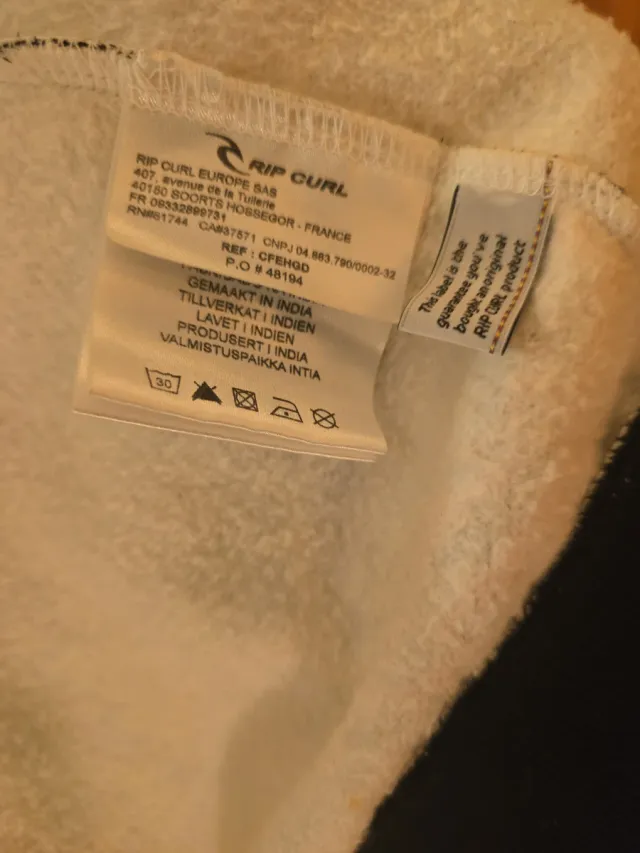 RIP CURL
RIP CURL EUROPE SAS
407, avenue de la Tuilerie
40150 SOORTS HOSSEGOR - FRANCE
FR 09332899731
RN#81744 CA#37571 CNPJ 04.883.790/0002-32
REF : CFEHGD
P.O # 48194
GEMAAKT IN INDIA
TILLVERKAT I INDIEN
LAVET I INDIEN
PRODUSERT I INDIA
VALMISTUSPAIKKA INTIA
30
This label is the
guarantee you've
bought an original
RIP CURL product